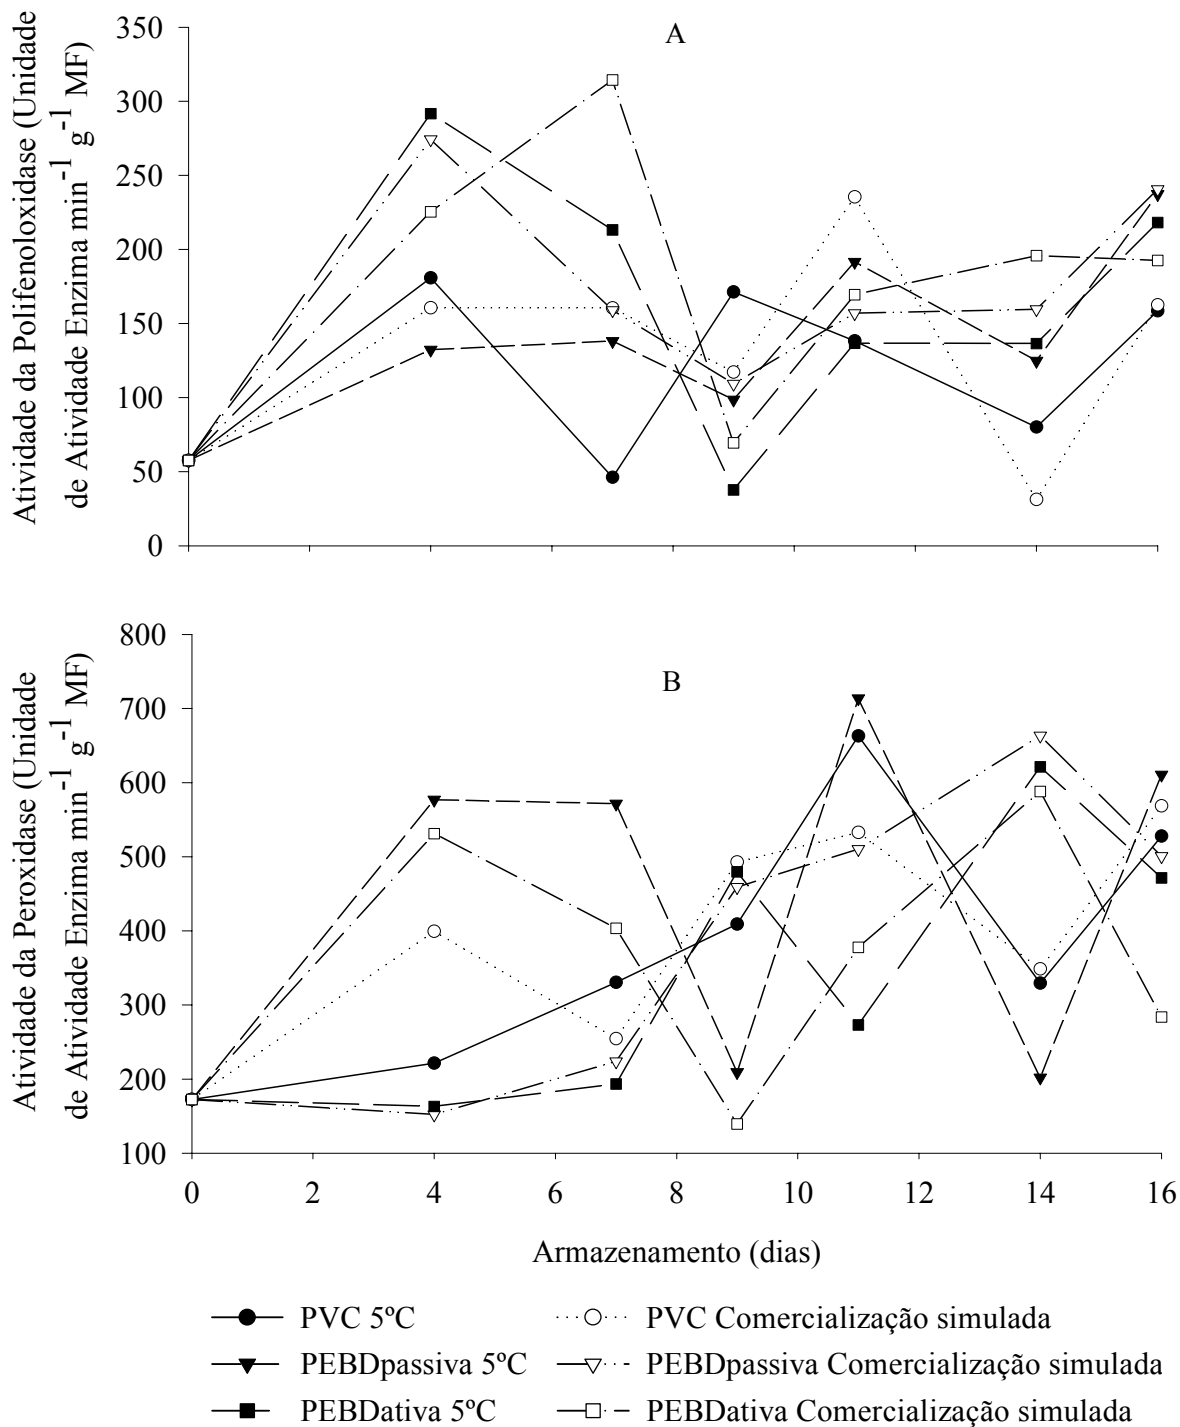 A
Atividade da Polifenoloxidase (Unidade
de Atividade Enzima min⁻¹ g⁻¹ MF)
350
300
250
200
150
100
50
0
B
Atividade da Peroxidase (Unidade
de Atividade Enzima min⁻¹ g⁻¹ MF)
800
700
600
500
400
300
200
100
0 2 4 6 8 10 12 14 16
Armazenamento (dias)
PVC 5ºC PVC Comercialização simulada
PEBDpassiva 5ºC PEBDpassiva Comercialização simulada
PEBDativa 5ºC PEBDativa Comercialização simulada